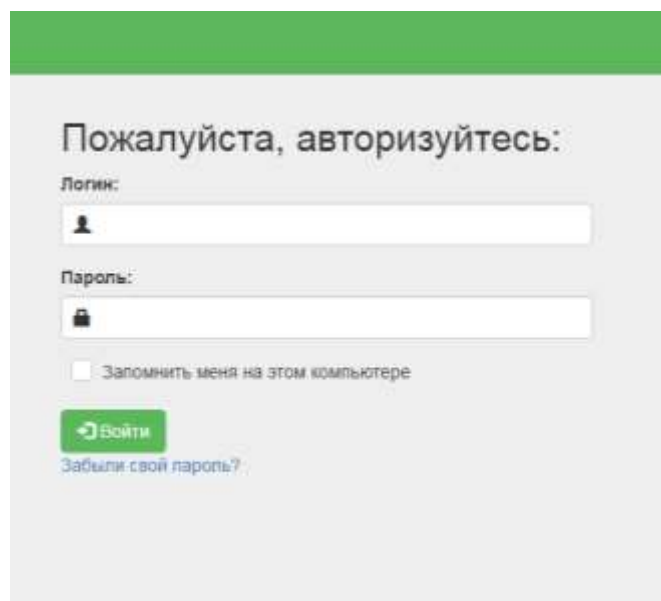 Пожалуйста, авторизуйтесь:
Логин:
Пароль:
Запомнить меня на этом компьютере
Войти
Забыли свой пароль?